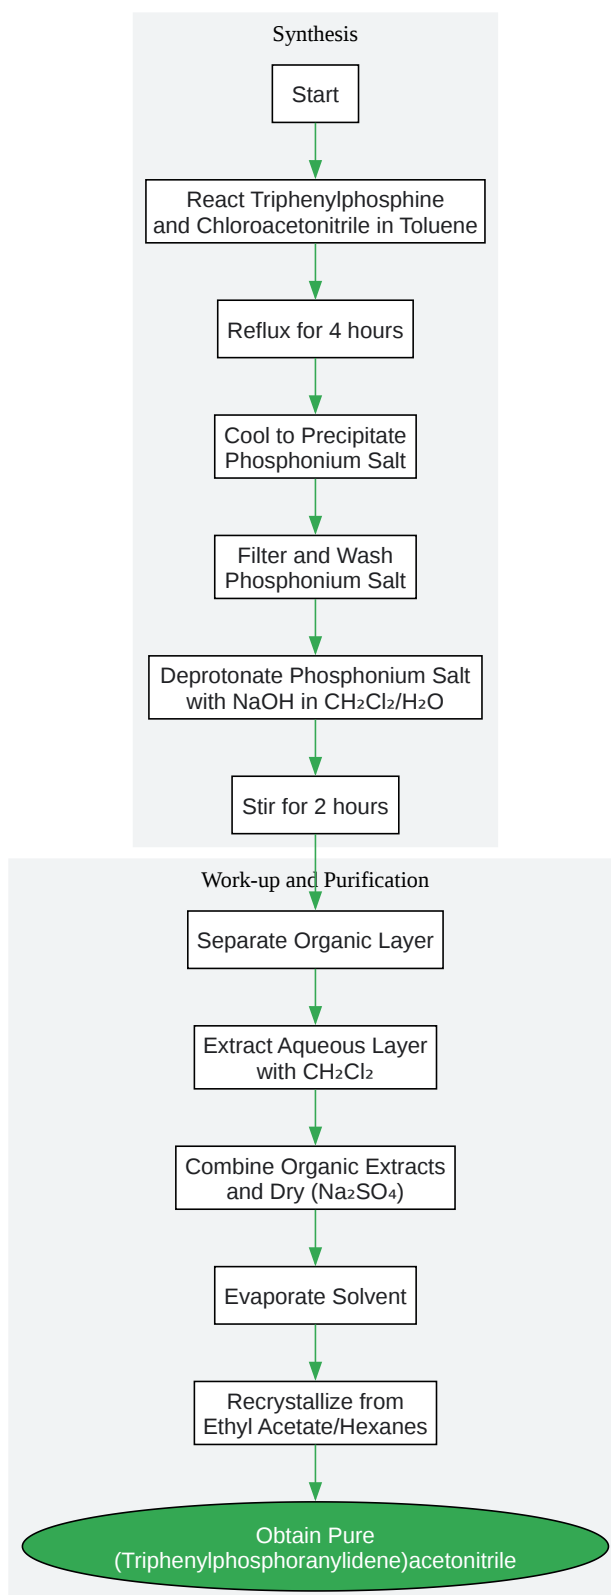 Synthesis
Start
React Triphenylphosphine
and Chloroacetonitrile in Toluene
Reflux for 4 hours
Cool to Precipitate
Phosphonium Salt
Filter and Wash
Phosphonium Salt
Deprotonate Phosphonium Salt
with NaOH in CH₂Cl₂/H₂O
Stir for 2 hours
Work-up and Purification
Separate Organic Layer
Extract Aqueous Layer
with CH₂Cl₂
Combine Organic Extracts
and Dry (Na₂SO₄)
Evaporate Solvent
Recrystallize from
Ethyl Acetate/Hexanes
Obtain Pure
(Triphenylphosphoranylidene)acetonitrile